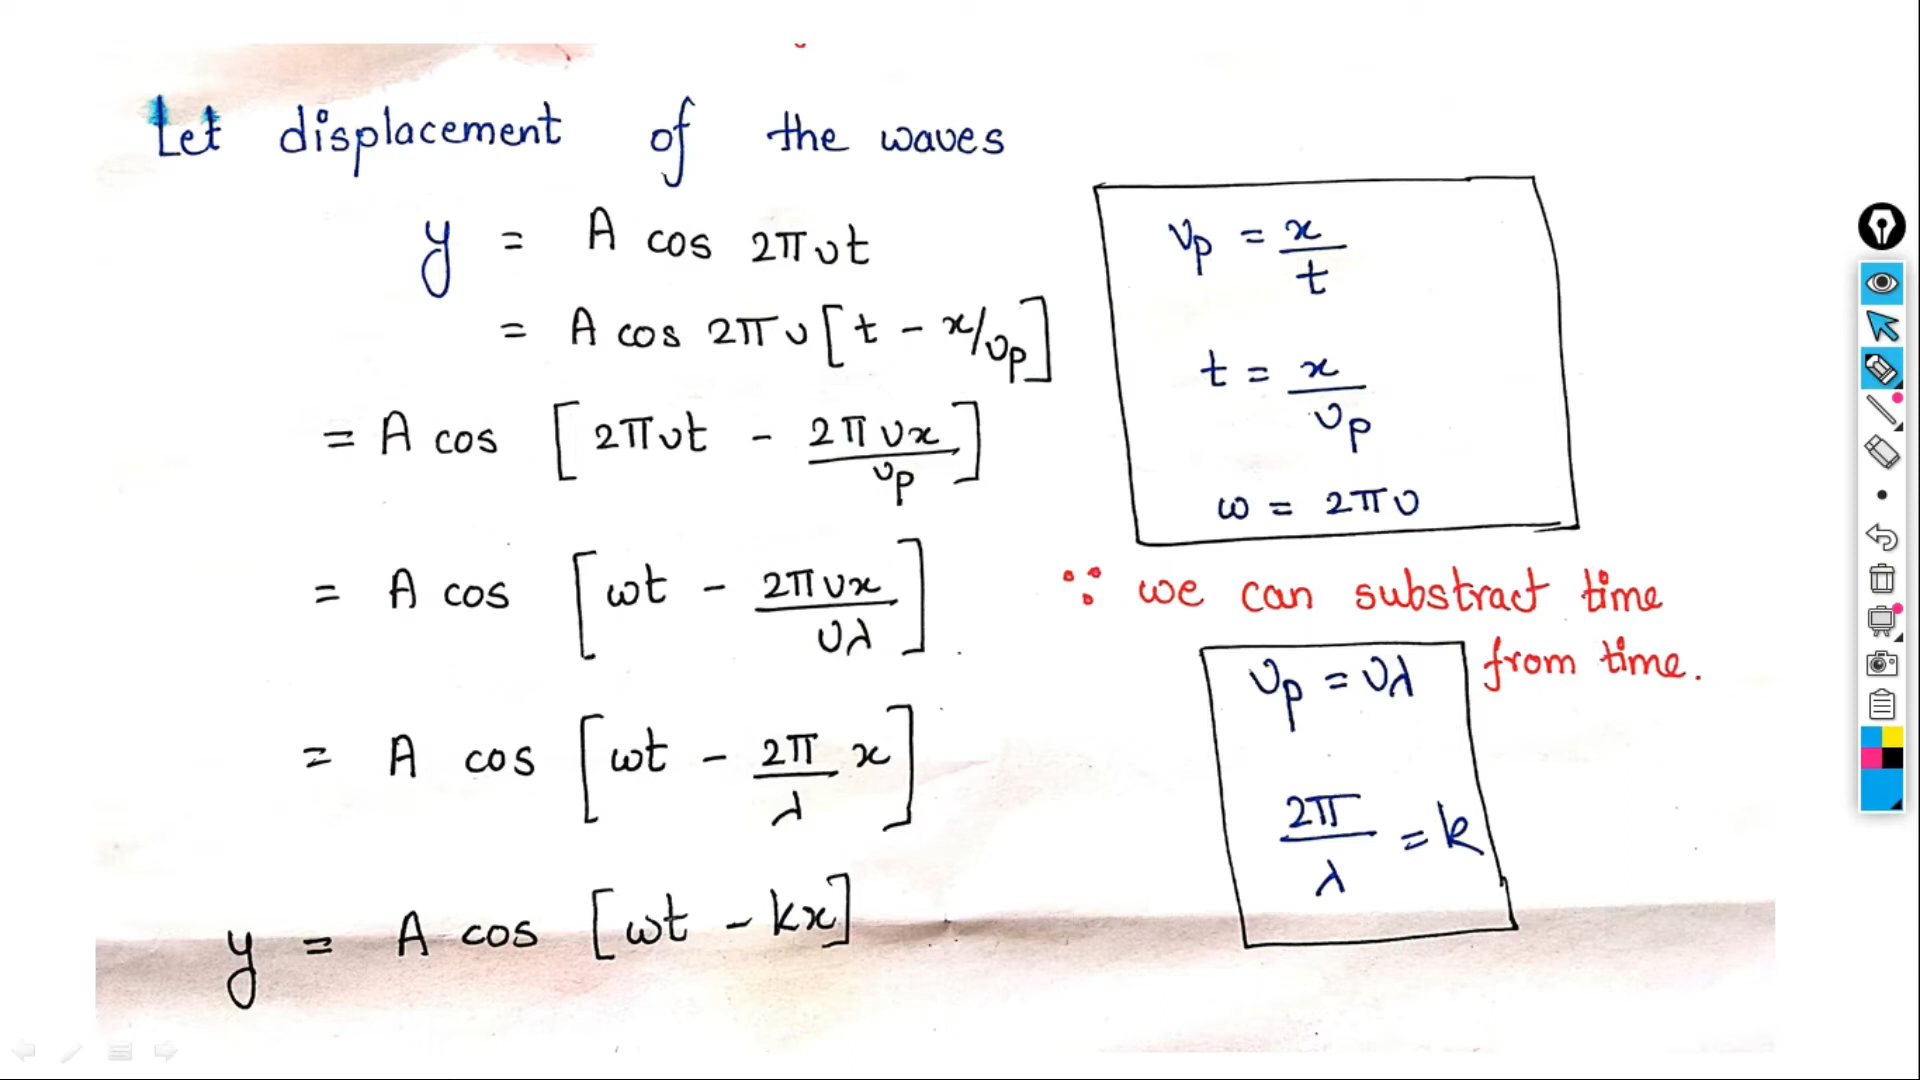 Let displacement of the waves
y = A cos 2πυt
= A cos 2πυ[t - x/υp]
= A cos [2πυt - 2πυx/υp]
= A cos [ωt - 2πυx/υλ]
= A cos [ωt - 2π/λ x]
y = A cos [ωt - kx]
υp = x/t
t = x/υp
ω = 2πυ
∵ we can substract time
from time.
υp = υλ
2π/λ = k